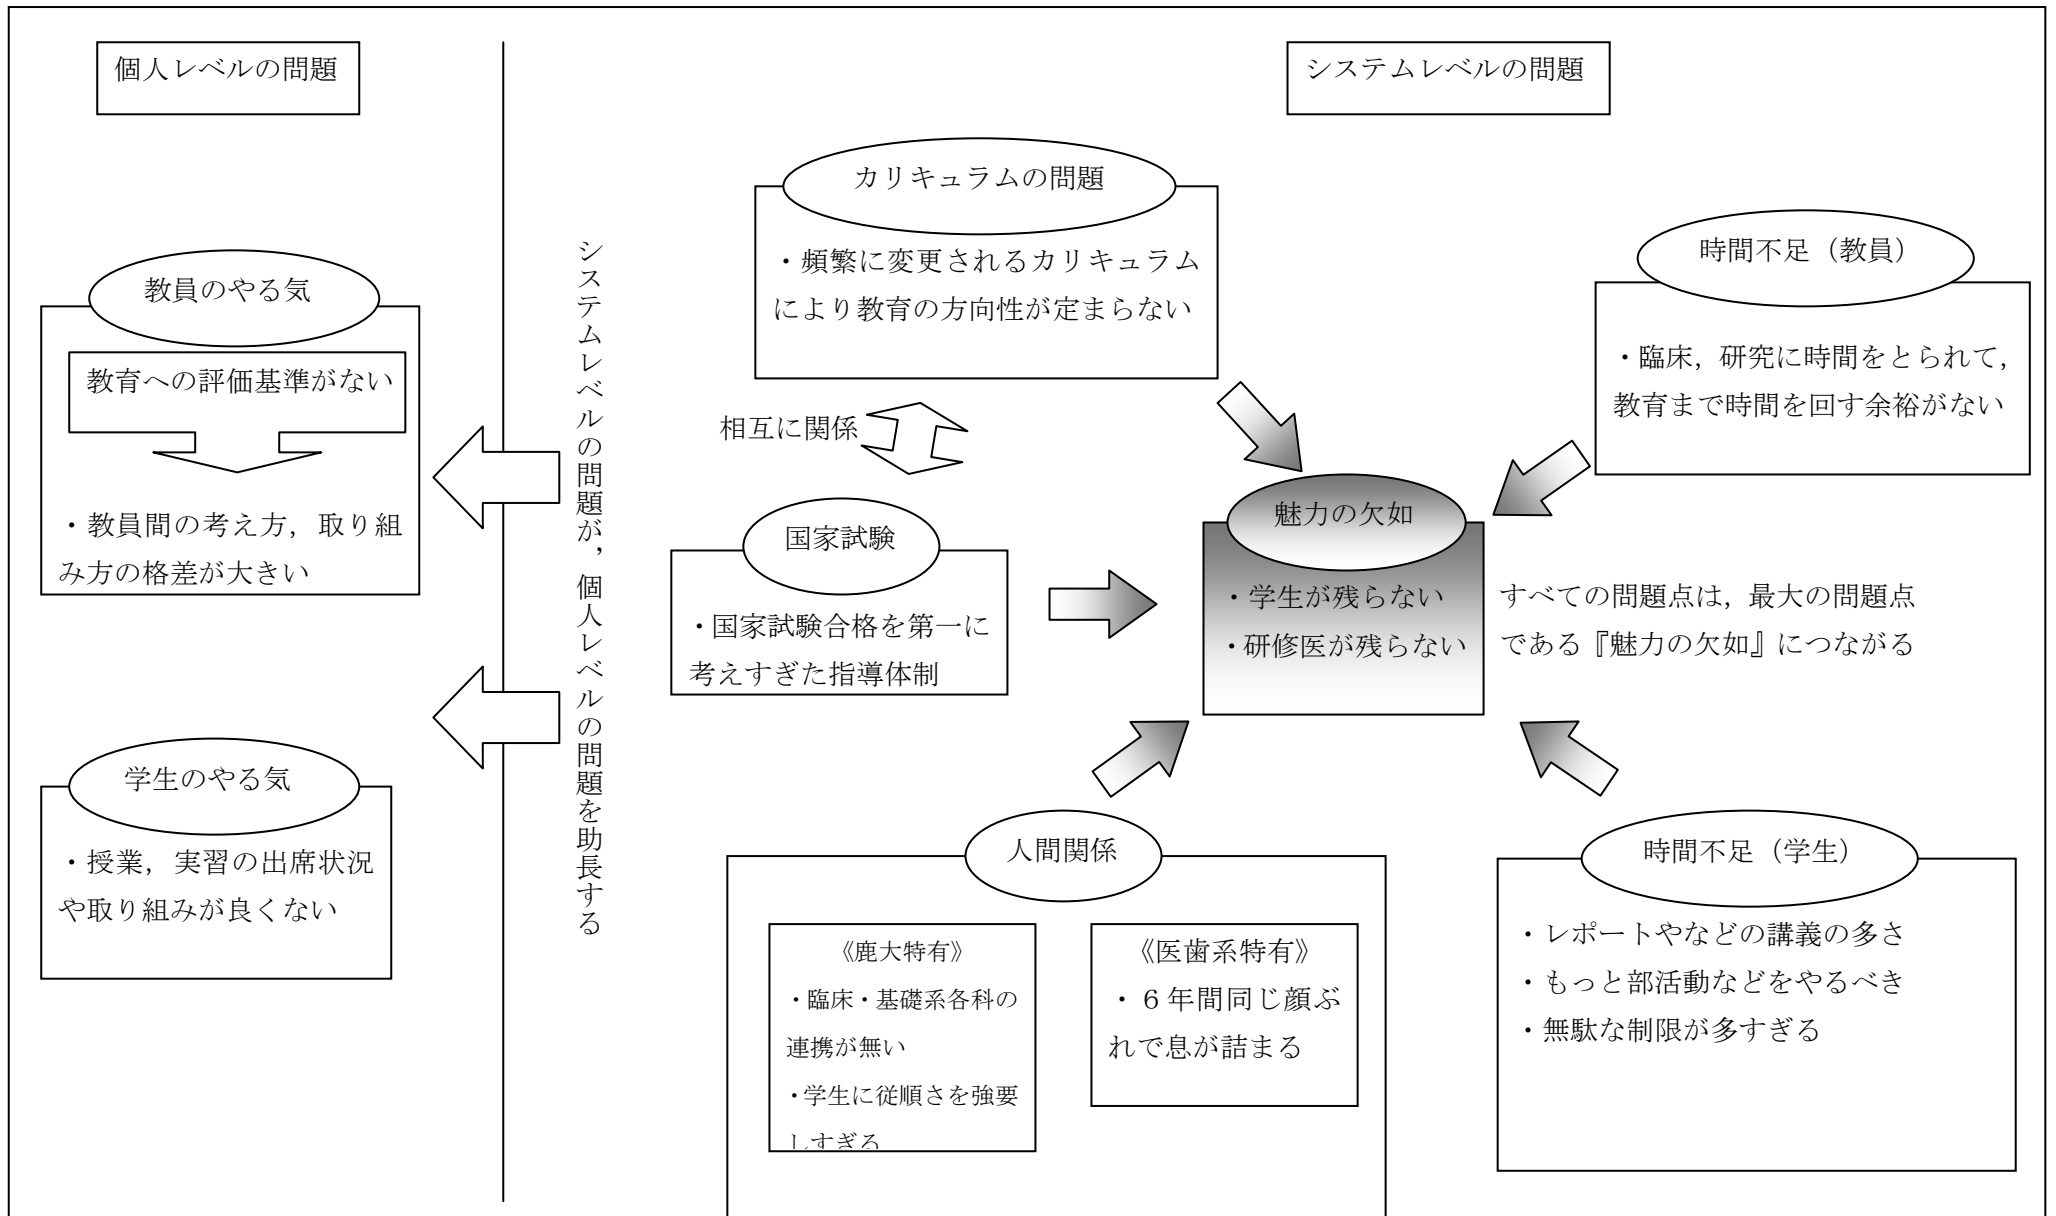 個人レベルの問題
教員のやる気
教育への評価基準がない
・教員間の考え方，取り組
み方の格差が大きい
学生のやる気
・授業，実習の出席状況
や取り組みが良くない
システムレベルの問題が，個人レベルの問題を助長する
システムレベルの問題
カリキュラムの問題
・頻繁に変更されるカリキュラム
により教育の方向性が定まらない
時間不足（教員）
・臨床，研究に時間をとられて，
教育まで時間を回す余裕がない
相互に関係
国家試験
・国家試験合格を第一に
考えすぎた指導体制
魅力の欠如
・学生が残らない
・研修医が残らない
すべての問題点は，最大の問題点
である『魅力の欠如』につながる
人間関係
《鹿大特有》
・臨床・基礎系各科の
連携が無い
・学生に従順さを強要
しすぎる
《医歯系特有》
・６年間同じ顔ぶ
れで息が詰まる
時間不足（学生）
・レポートやなどの講義の多さ
・もっと部活動などをやるべき
・無駄な制限が多すぎる